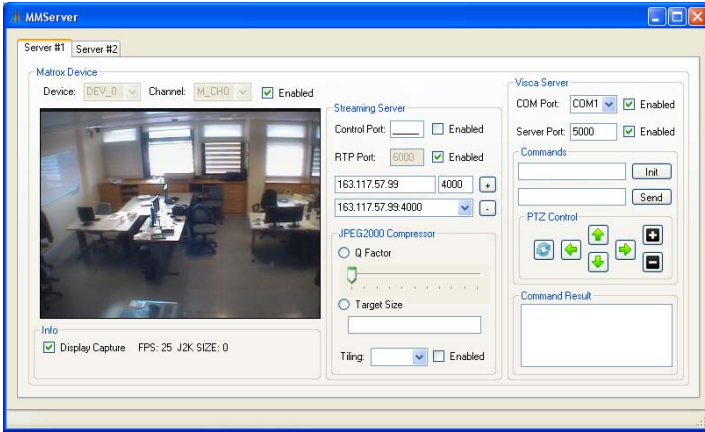 MMServer
Server #1 Server #2
Matrox Device
Device: DEV_0 Channel: M_CH0 Enabled
Streaming Server
Control Port: Enabled
RTP Port: 6000 Enabled
163.117.57.99 4000 +
163.117.57.99:4000 -
JPEG2000 Compressor
Q Factor
Target Size
Tiling: Enabled
Info
Display Capture FPS: 25 J2K SIZE: 0
Visca Server
COM Port: COM1 Enabled
Server Port: 5000 Enabled
Commands
Init
Send
PTZ Control
Command Result